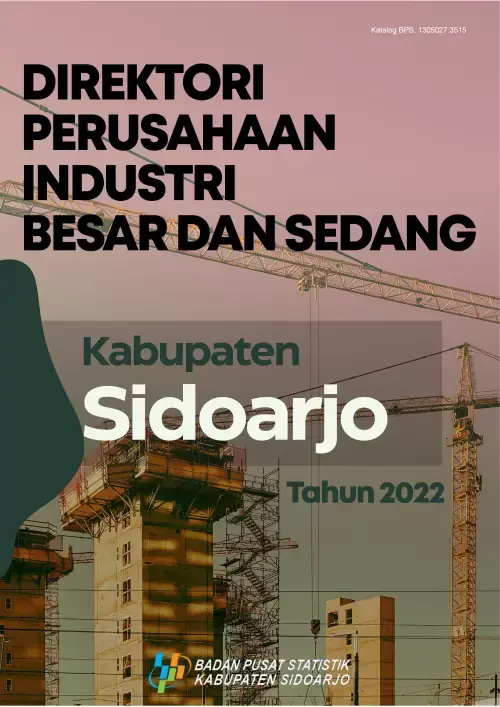 Katalog BPS. 1305027.3515
DIREKTORI
PERUSAHAAN
INDUSTRI
BESAR DAN SEDANG
Kabupaten
Sidoarjo
Tahun 2022
BADAN PUSAT STATISTIK
KABUPATEN SIDOARJO